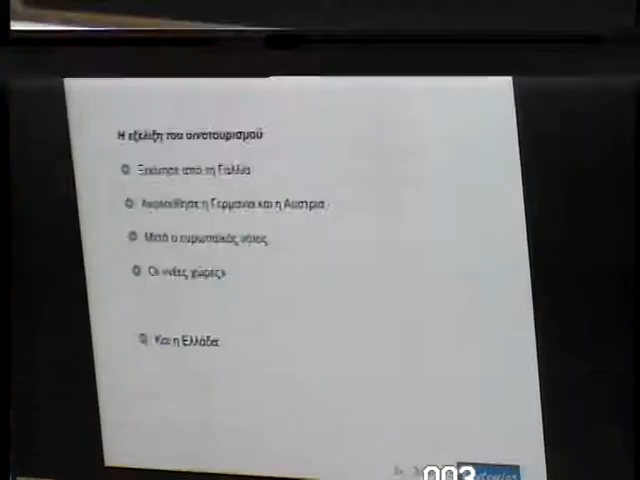 Η εξέλιξη του οινοτουρισμού
Ξεκίνησε από τη Γαλλία
Ακολούθησε η Γερμανία και η Αυστρία
Μετά ο ευρωπαϊκός νότος
Οι «νέες χώρες»
Και η Ελλάδα
003